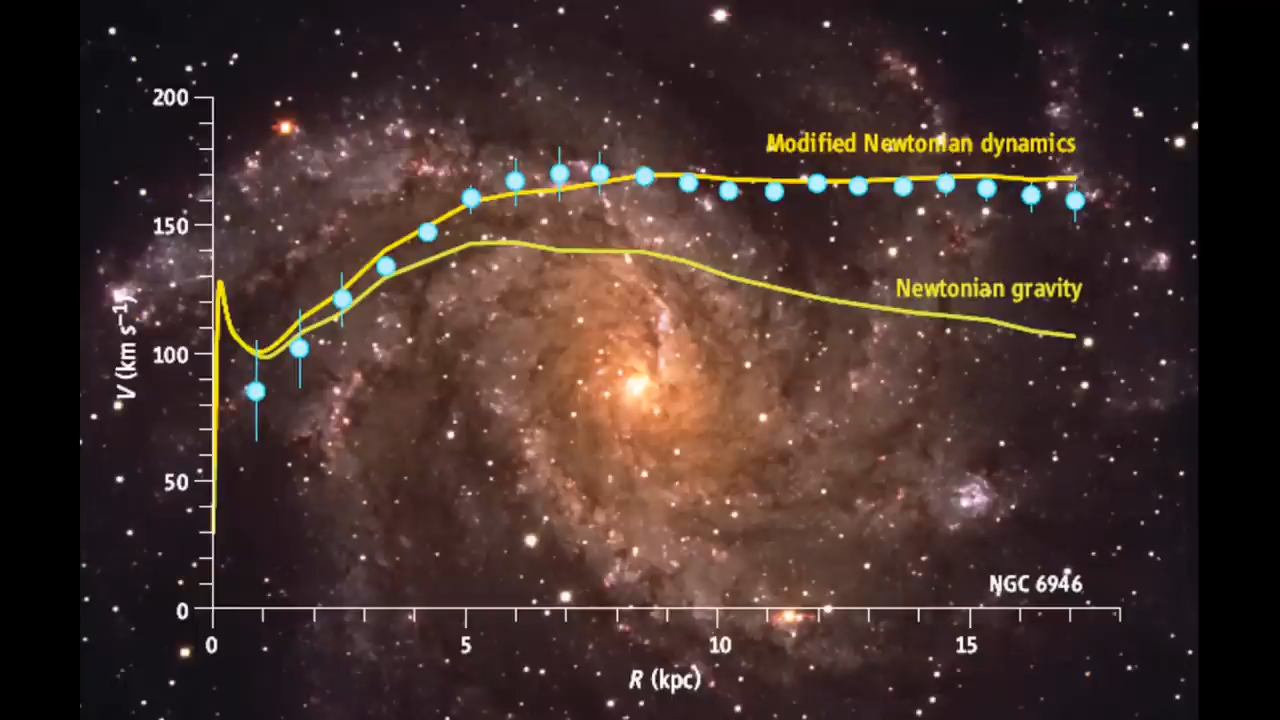 200
Modified Newtonian dynamics
150
Newtonian gravity
100
V (km s⁻¹)
50
NGC 6946
0
0 5 10 15
R (kpc)